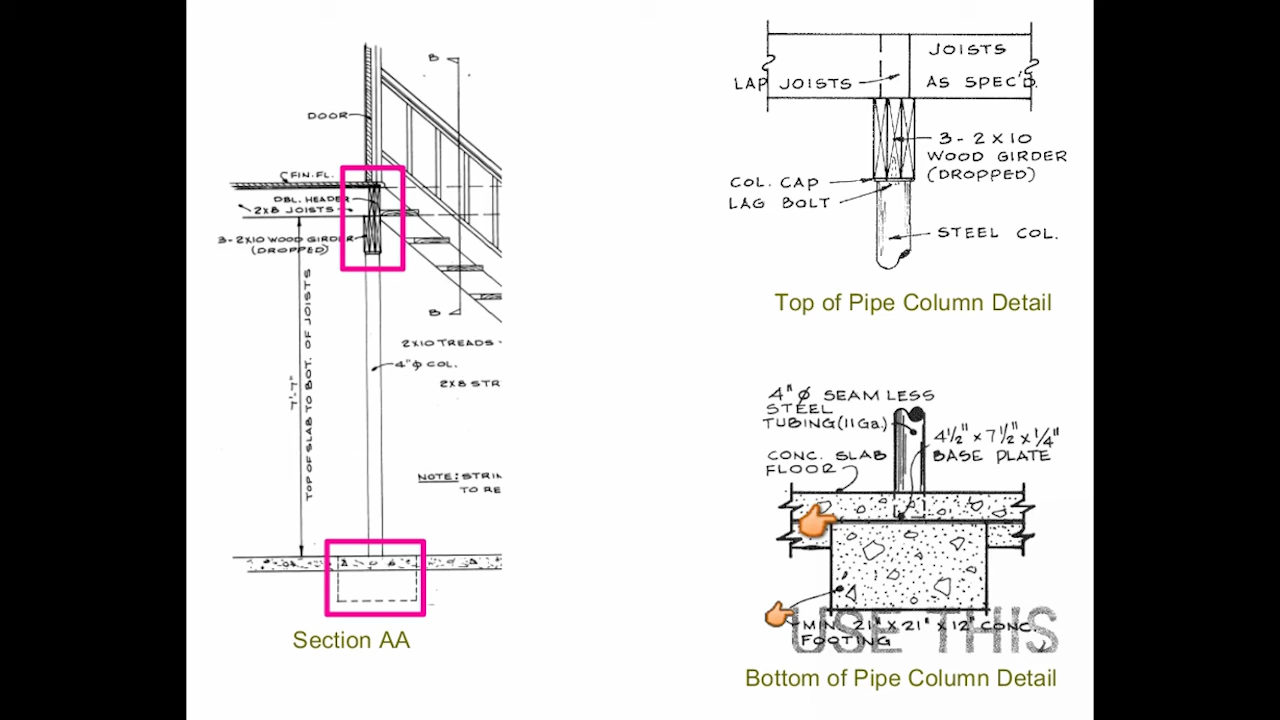 B
DOOR
FIN. FL.
DBL. HEADER
2X8 JOISTS
3-2X10 WOOD GIRDER
(DROPPED)
7'-7"
TOP OF SLAB TO BOT. OF JOISTS
B
2X10 TREADS
4"φ COL.
2X8 STR
NOTE: STRIN
TO RE
Section AA
JOISTS
LAP JOISTS
AS SPEC'D.
3-2X10
WOOD GIRDER
(DROPPED)
COL. CAP
LAG BOLT
STEEL COL.
Top of Pipe Column Detail
4"φ SEAMLESS
STEEL
TUBING (11 Ga.)
4½" x 7½" x ¼"
BASE PLATE
CONC. SLAB
FLOOR
MIN. 21" X 21" X 12" CONC.
FOOTING
USE THIS
Bottom of Pipe Column Detail